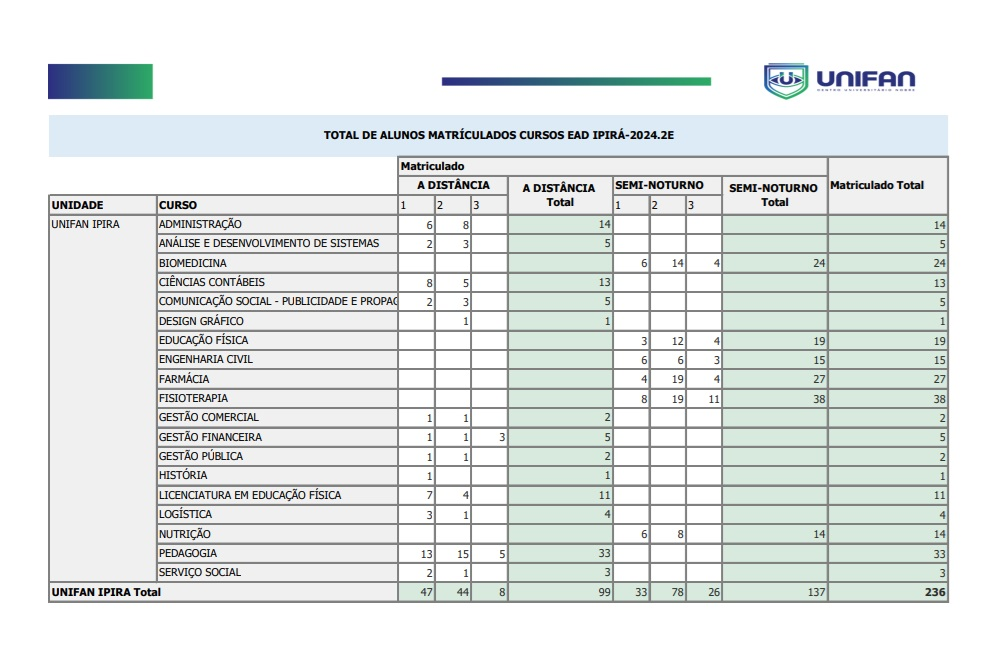 UNIFAN
CENTRO UNIVERSITÁRIO NOBRE
TOTAL DE ALUNOS MATRÍCULADOS CURSOS EAD IPIRÁ-2024.2E
Matriculado
A DISTÂNCIA A DISTÂNCIA Total SEMI-NOTURNO SEMI-NOTURNO Total Matriculado Total
UNIDADE CURSO 1 2 3 1 2 3
UNIFAN IPIRA ADMINISTRAÇÃO 6 8 14 14
ANÁLISE E DESENVOLVIMENTO DE SISTEMAS 2 3 5 5
BIOMEDICINA 6 14 4 24 24
CIÊNCIAS CONTÁBEIS 8 5 13 13
COMUNICAÇÃO SOCIAL - PUBLICIDADE E PROPAG 2 3 5 5
DESIGN GRÁFICO 1 1 1
EDUCAÇÃO FÍSICA 3 12 4 19 19
ENGENHARIA CIVIL 6 6 3 15 15
FARMÁCIA 4 19 4 27 27
FISIOTERAPIA 8 19 11 38 38
GESTÃO COMERCIAL 1 1 2 2
GESTÃO FINANCEIRA 1 1 3 5 5
GESTÃO PÚBLICA 1 1 2 2
HISTÓRIA 1 1 1
LICENCIATURA EM EDUCAÇÃO FÍSICA 7 4 11 11
LOGÍSTICA 3 1 4 4
NUTRIÇÃO 6 8 14 14
PEDAGOGIA 13 15 5 33 33
SERVIÇO SOCIAL 2 1 3 3
UNIFAN IPIRA Total 47 44 8 99 33 78 26 137 236